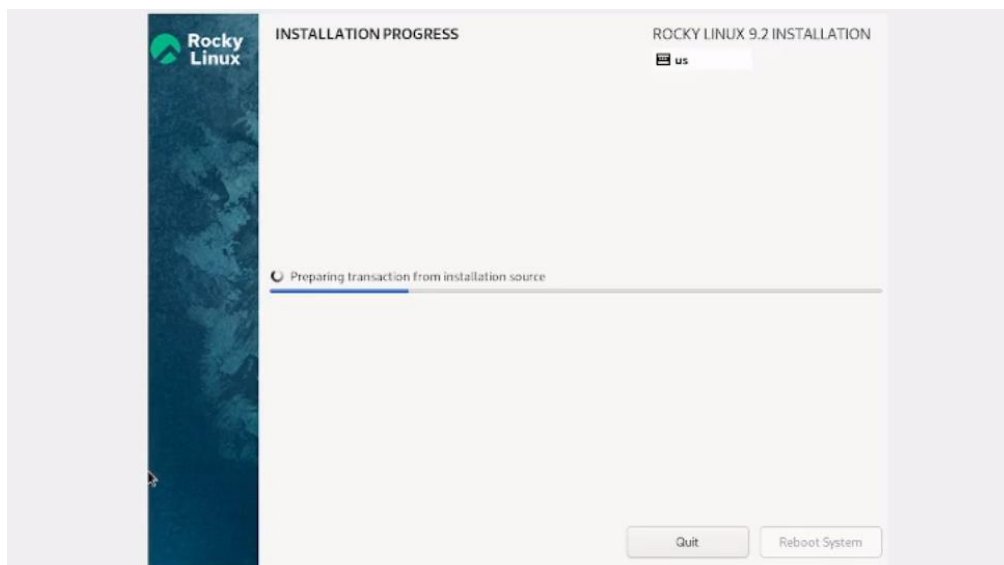 Rocky
Linux
INSTALLATION PROGRESS
ROCKY LINUX 9.2 INSTALLATION
us
Preparing transaction from installation source
Quit
Reboot System